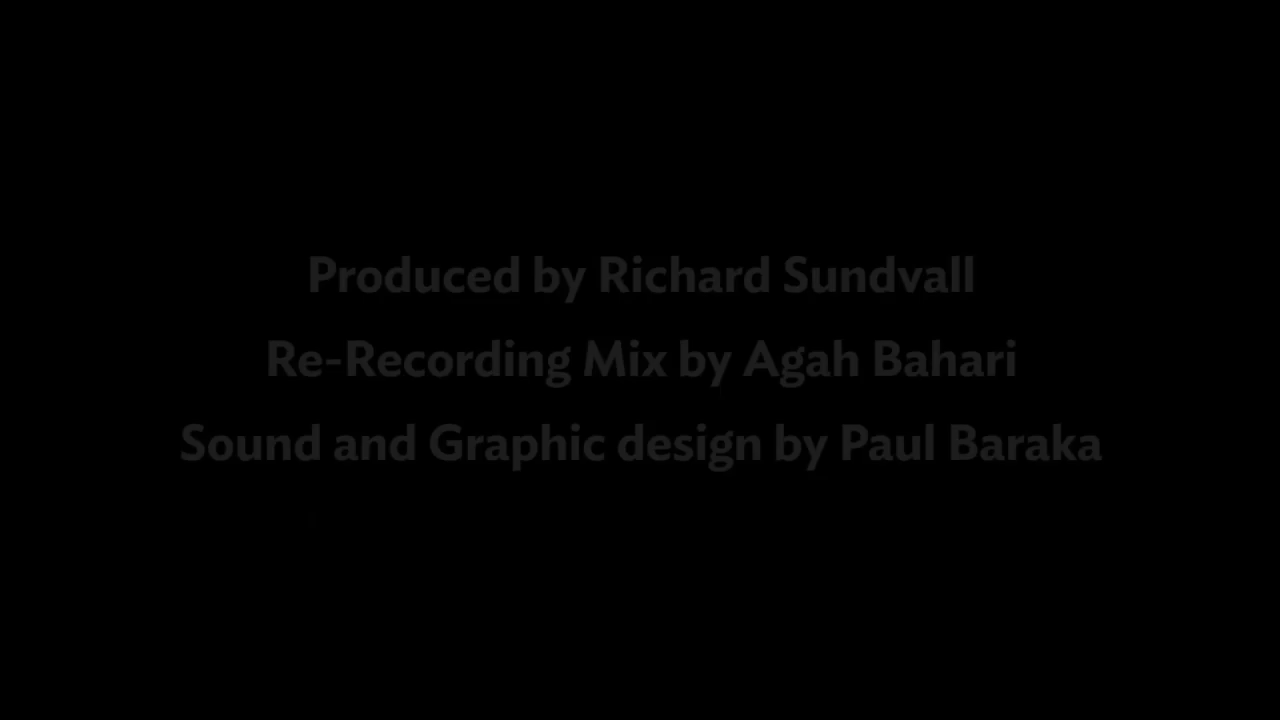 Produced by Richard Sundvall
Re-Recording Mix by Agah Bahari
Sound and Graphic design by Paul Baraka